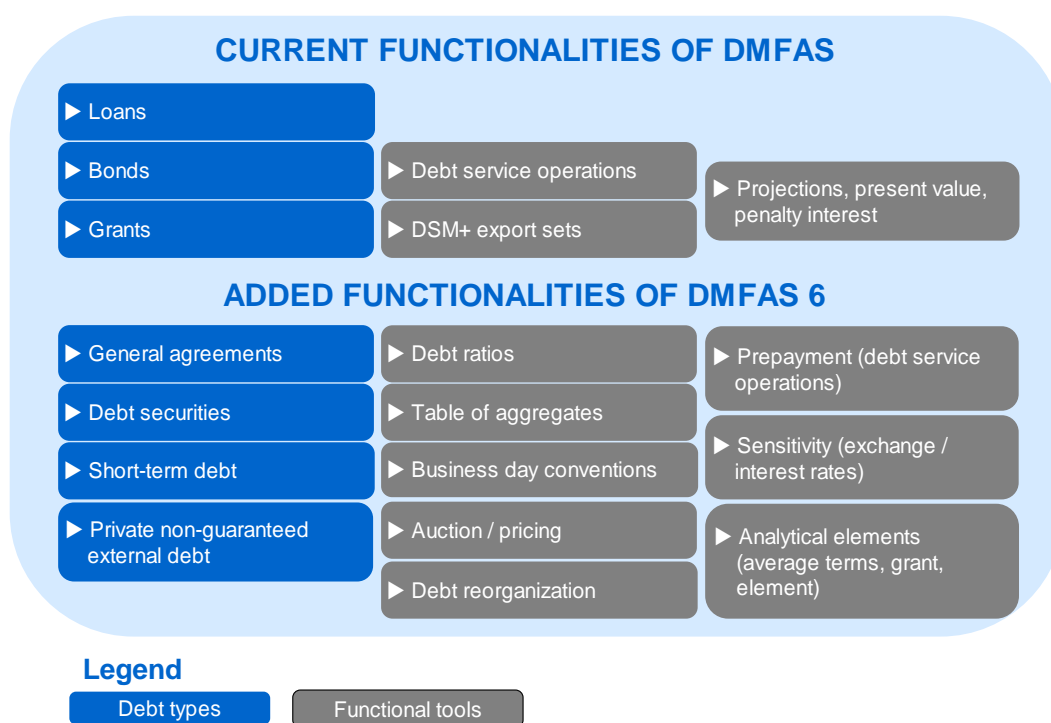 CURRENT FUNCTIONALITIES OF DMFAS
▶ Loans
▶ Bonds
▶ Grants
▶ Debt service operations
▶ DSM+ export sets
▶ Projections, present value,
penalty interest
ADDED FUNCTIONALITIES OF DMFAS 6
▶ General agreements
▶ Debt securities
▶ Short-term debt
▶ Private non-guaranteed
external debt
▶ Debt ratios
▶ Table of aggregates
▶ Business day conventions
▶ Auction / pricing
▶ Debt reorganization
▶ Prepayment (debt service
operations)
▶ Sensitivity (exchange /
interest rates)
▶ Analytical elements
(average terms, grant,
element)
Legend
Debt types
Functional tools